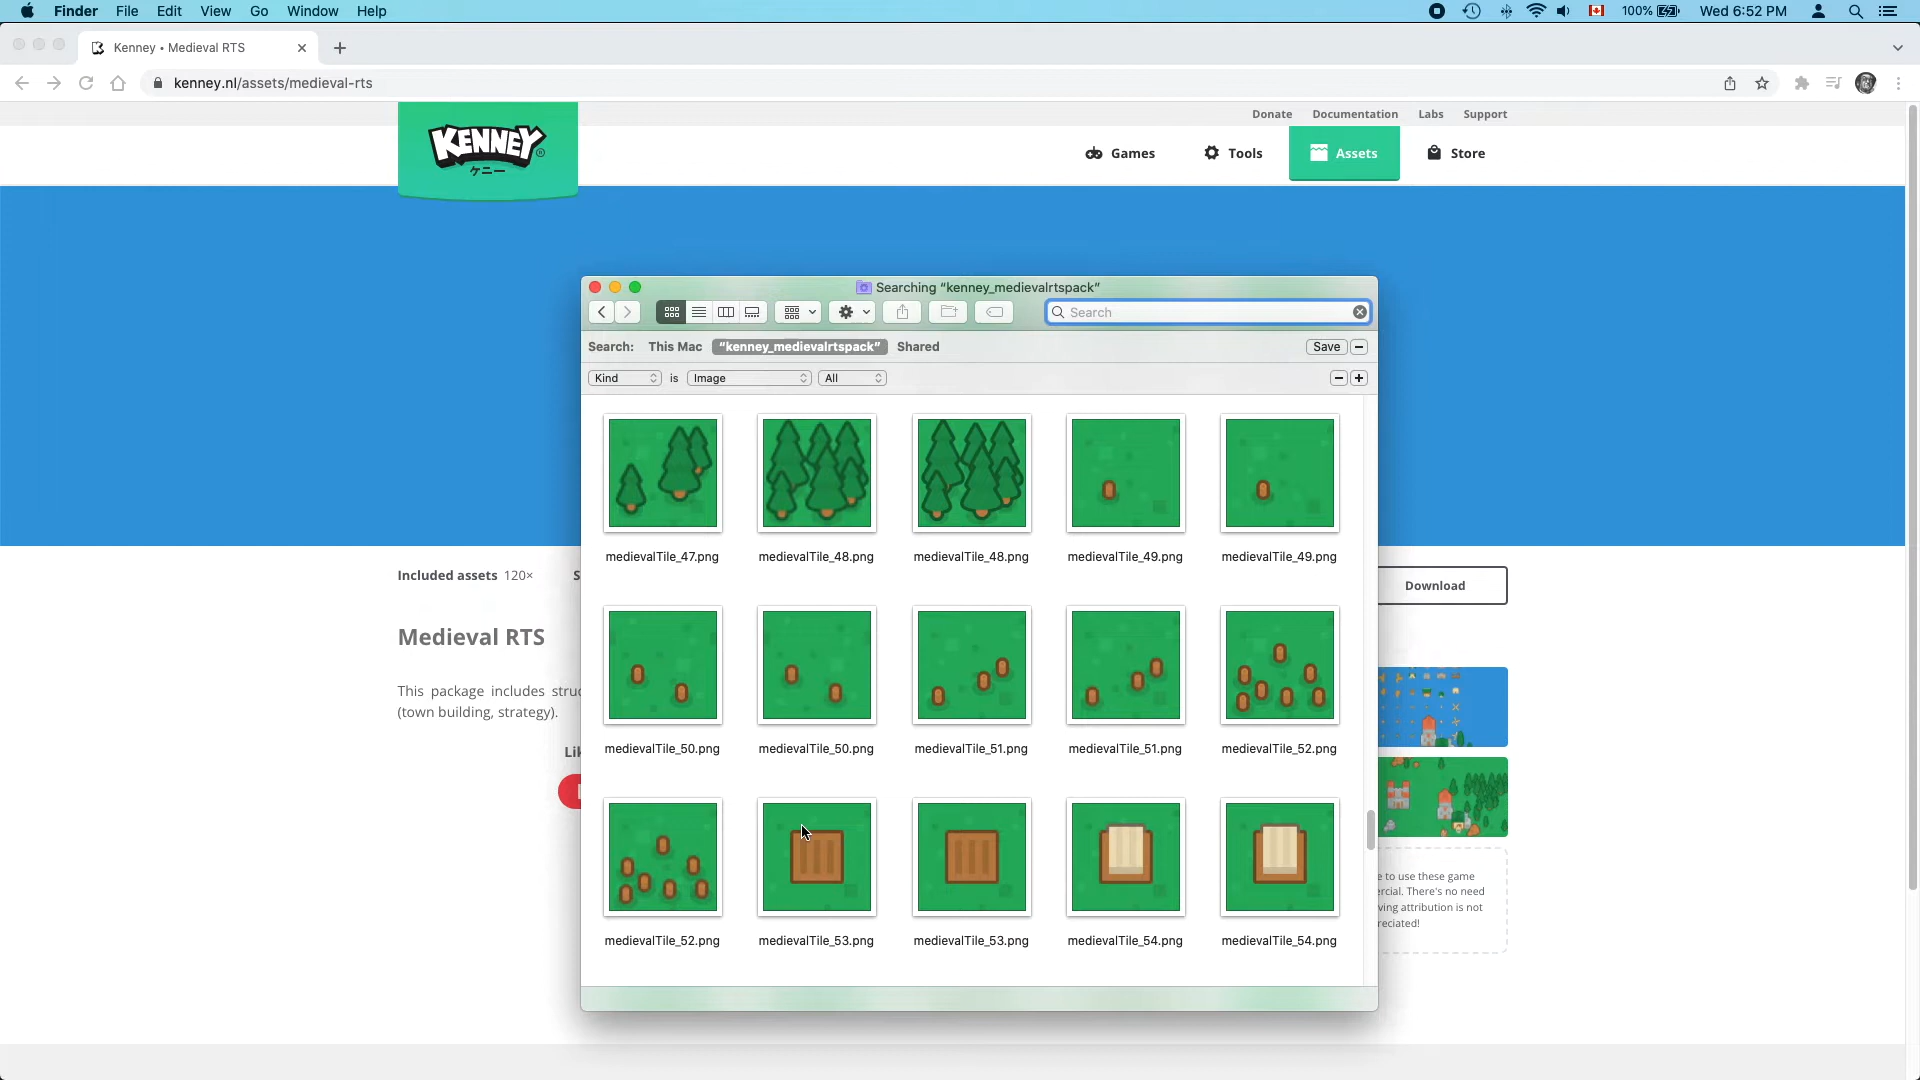 Finder File Edit View Go Window Help
100% Wed 6:52 PM
Kenney • Medieval RTS
kenney.nl/assets/medieval-rts
Donate Documentation Labs Support
KENNEY
ケニー
Games Tools Assets Store
Searching “kenney_medievalrtspack”
Search
Search: This Mac “kenney_medievalrtspack” Shared Save
Kind is Image All
medievalTile_47.png medievalTile_48.png medievalTile_48.png medievalTile_49.png medievalTile_49.png
medievalTile_50.png medievalTile_50.png medievalTile_51.png medievalTile_51.png medievalTile_52.png
medievalTile_52.png medievalTile_53.png medievalTile_53.png medievalTile_54.png medievalTile_54.png
Included assets 120×
Download
Medieval RTS
This package includes
(town building, strategy).
e to use these game
There's no need
attribution is not